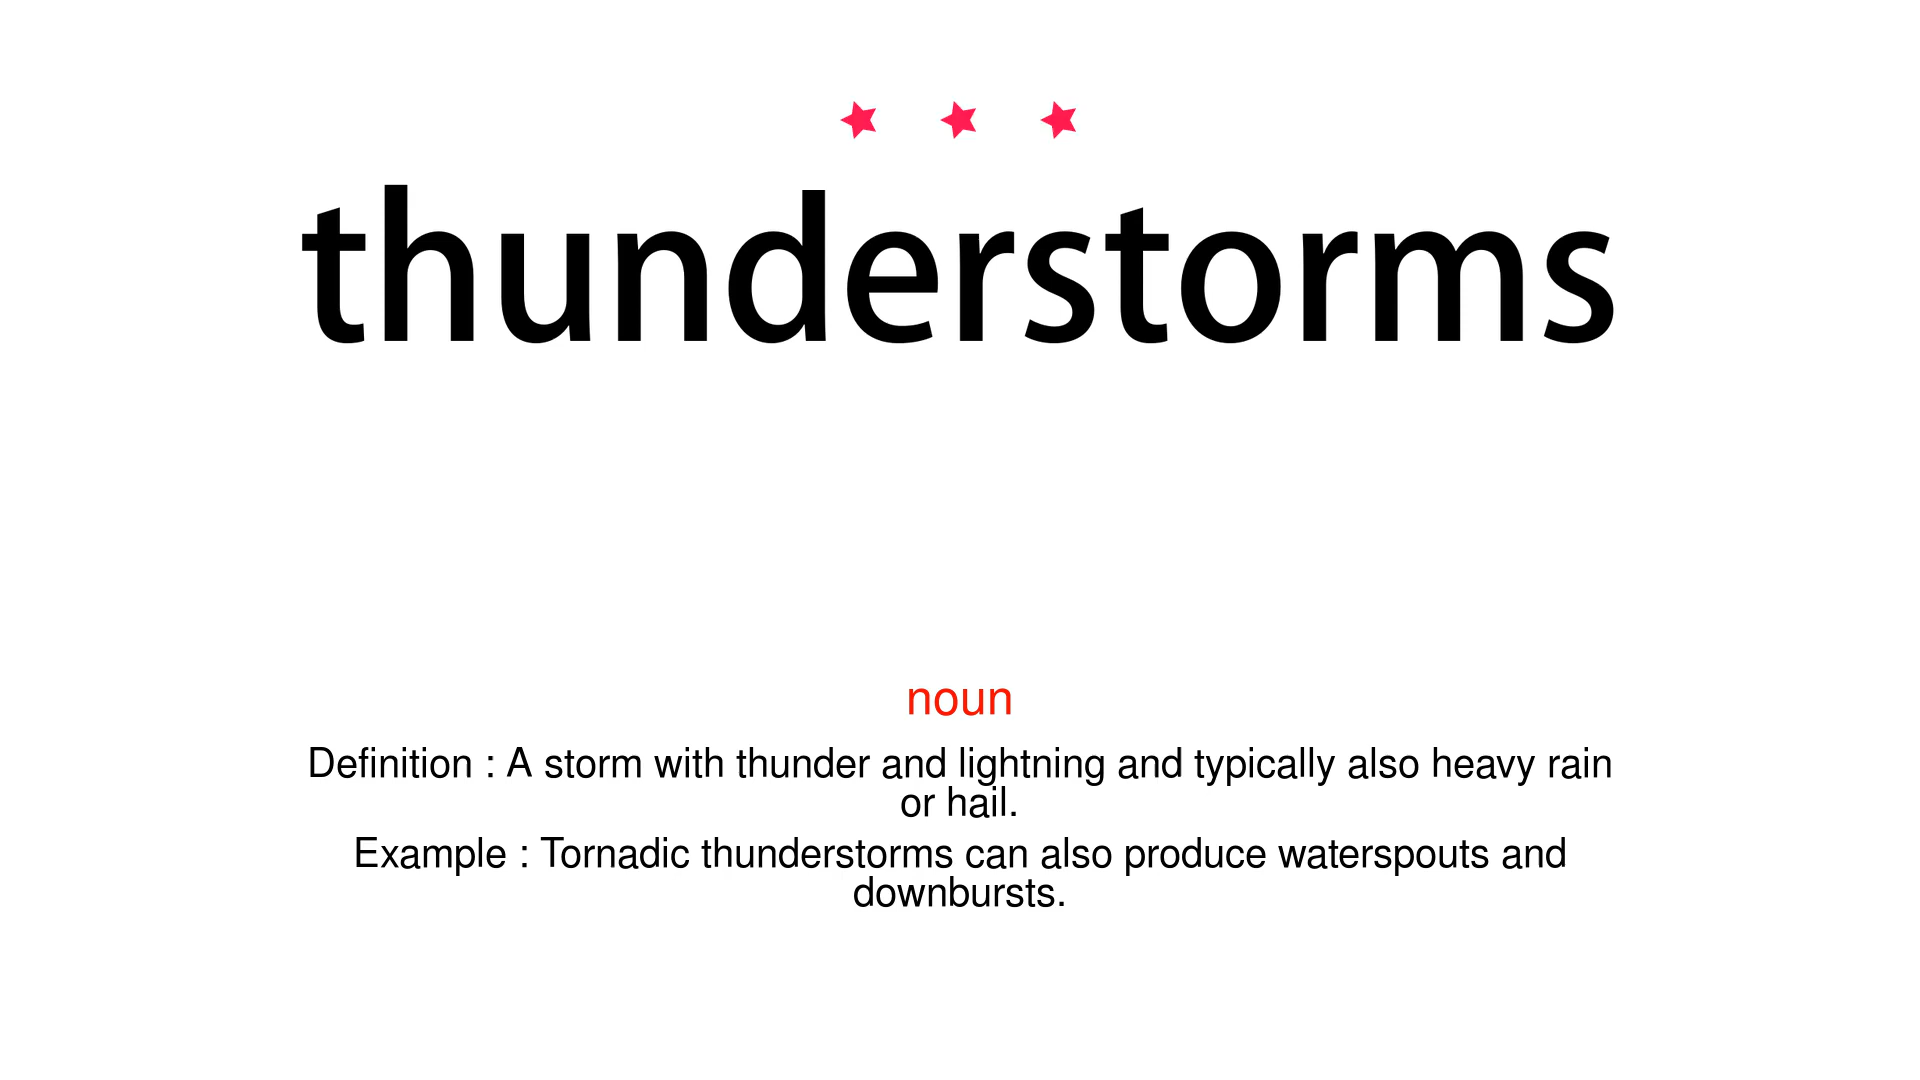 thunderstorms
noun
Definition : A storm with thunder and lightning and typically also heavy rain
or hail.
Example : Tornadic thunderstorms can also produce waterspouts and
downbursts.